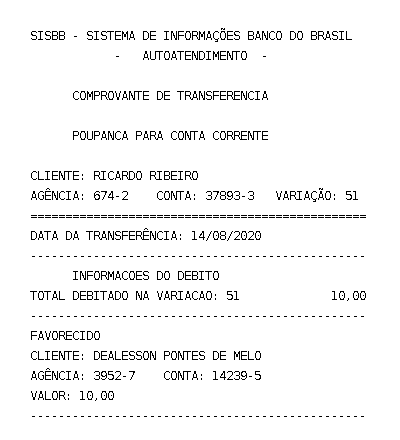 SISBB - SISTEMA DE INFORMAÇÕES BANCO DO BRASIL
- AUTOATENDIMENTO -
COMPROVANTE DE TRANSFERENCIA
POUPANCA PARA CONTA CORRENTE
CLIENTE: RICARDO RIBEIRO
AGÊNCIA: 674-2 CONTA: 37893-3 VARIAÇÃO: 51
================================================
DATA DA TRANSFERÊNCIA: 14/08/2020
------------------------------------------------
INFORMACOES DO DEBITO
TOTAL DEBITADO NA VARIACAO: 51 10,00
------------------------------------------------
FAVORECIDO
CLIENTE: DEALESSON PONTES DE MELO
AGÊNCIA: 3952-7 CONTA: 14239-5
VALOR: 10,00
------------------------------------------------